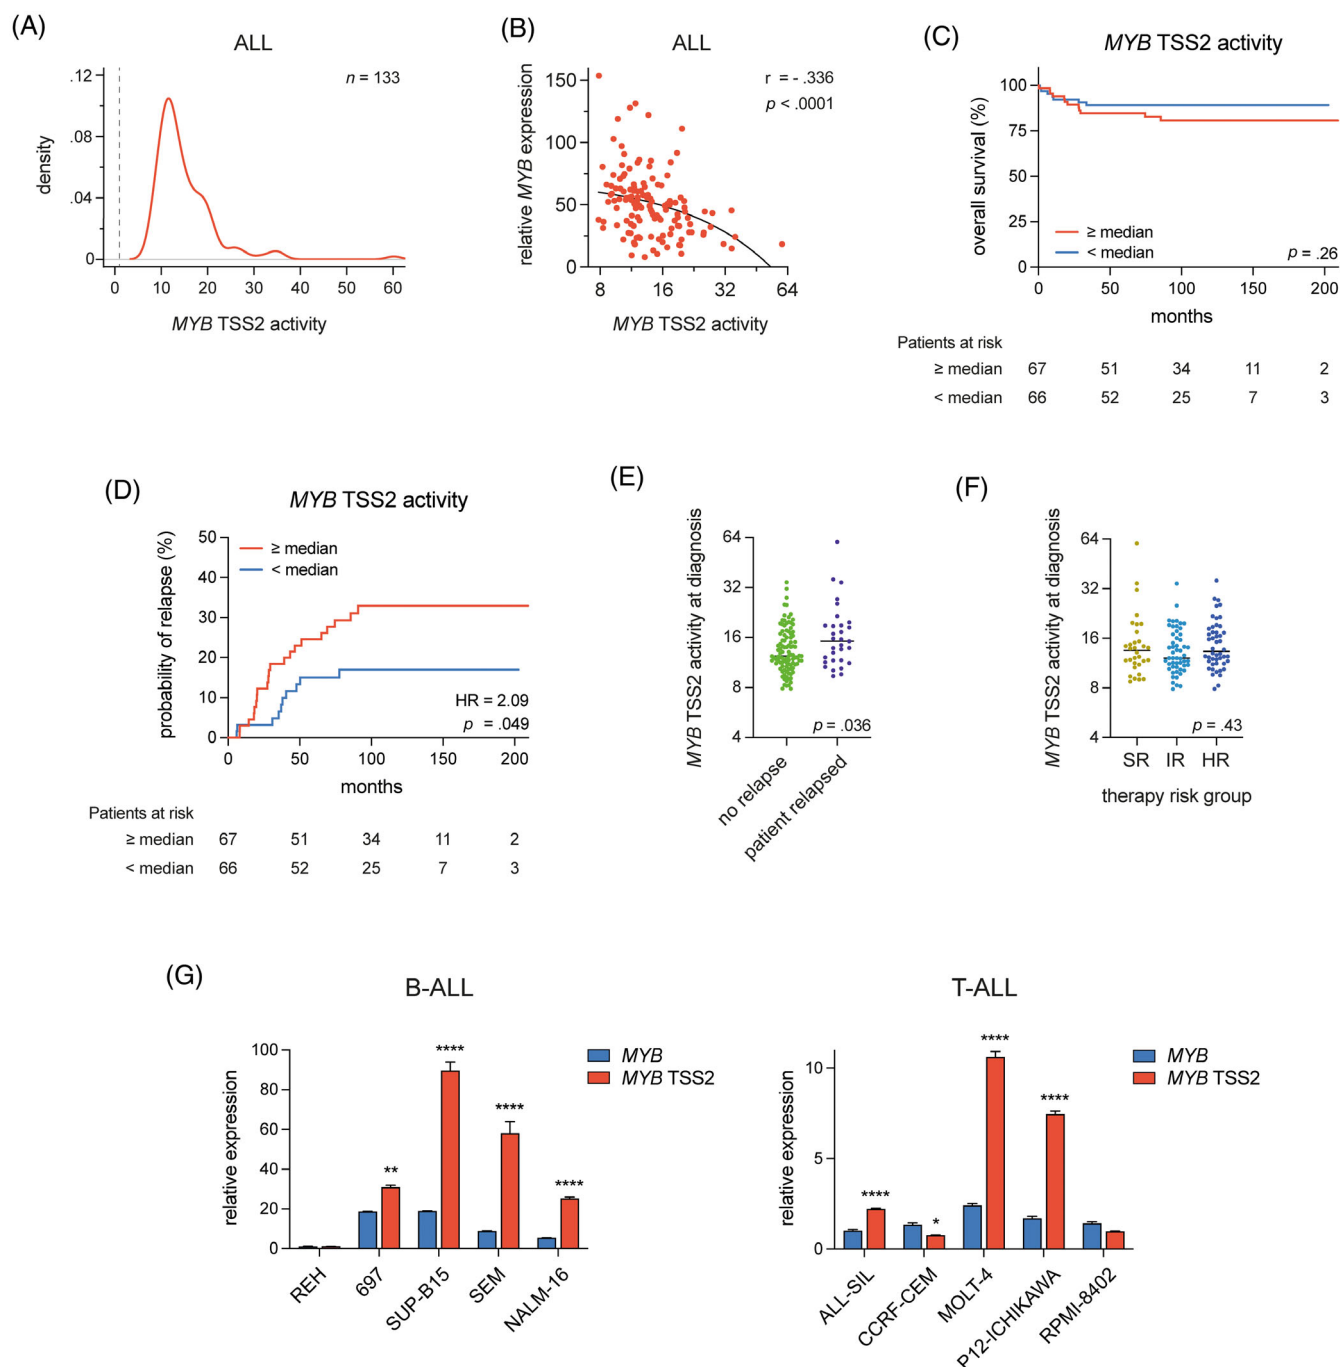 (A)
ALL
n = 133
.12
.08
.04
0
density
0 10 20 30 40 50 60
MYB TSS2 activity
(B)
ALL
r = - .336
p < .0001
150
100
50
0
relative MYB expression
8 16 32 64
MYB TSS2 activity
(C)
MYB TSS2 activity
100
75
50
25
0
overall survival (%)
≥ median
< median
p = .26
0 50 100 150 200
months
Patients at risk
≥ median 67 51 34 11 2
< median 66 52 25 7 3
(D)
MYB TSS2 activity
50
40
30
20
10
0
probability of relapse (%)
≥ median
< median
HR = 2.09
p = .049
0 50 100 150 200
months
Patients at risk
≥ median 67 51 34 11 2
< median 66 52 25 7 3
(E)
MYB TSS2 activity at diagnosis
64
32
16
8
4
p = .036
no relapse
patient relapsed
(F)
MYB TSS2 activity at diagnosis
64
32
16
8
4
p = .43
SR IR HR
therapy risk group
(G)
B-ALL
100
80
60
40
20
0
relative expression
** **** **** ****
MYB
MYB TSS2
REH
697
SUP-B15
SEM
NALM-16
T-ALL
10
5
0
relative expression
**** * **** ****
MYB
MYB TSS2
ALL-SIL
CCRF-CEM
MOLT-4
P12-ICHIKAWA
RPMI-8402